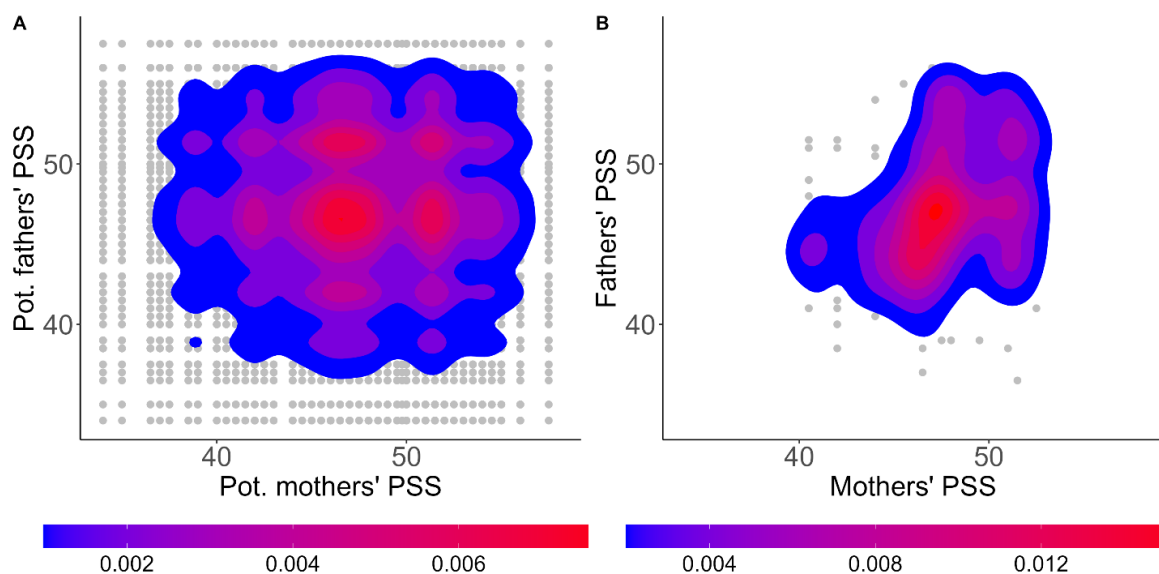 A
Pot. fathers' PSS
50
40
40 50
Pot. mothers' PSS
0.002 0.004 0.006
B
Fathers' PSS
50
40
40 50
Mothers' PSS
0.004 0.008 0.012